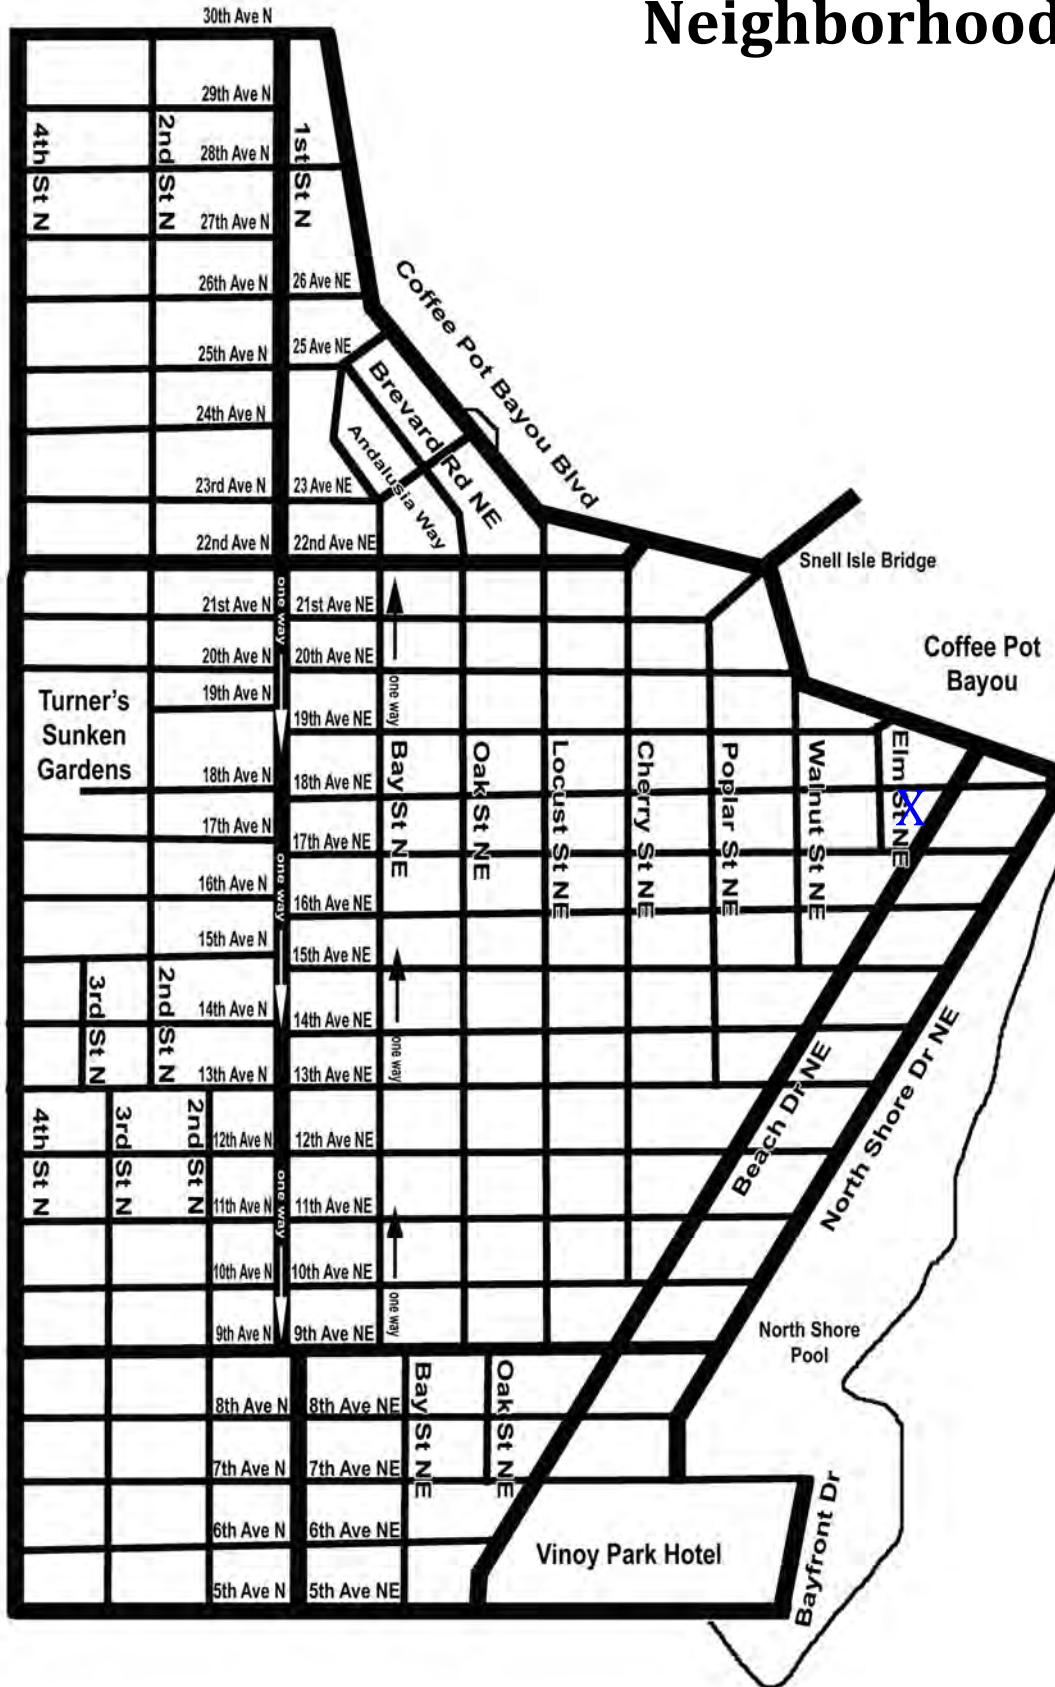 Neighborhood
30th Ave N
29th Ave N
4th St N
2nd St N
1st St N
28th Ave N
27th Ave N
26th Ave N
26 Ave NE
Coffee Pot Bayou Blvd
25th Ave N
25 Ave NE
Brevard Rd NE
24th Ave N
Andalusia Way
23rd Ave N
23 Ave NE
22nd Ave N
22nd Ave NE
Snell Isle Bridge
one way
21st Ave N
21st Ave NE
20th Ave N
20th Ave NE
Coffee Pot
Bayou
one way
Turner's
Sunken
Gardens
19th Ave N
19th Ave NE
Bay St NE
Oak St NE
Locust St NE
Cherry St NE
Poplar St NE
Walnut St NE
Elm St NE
X
18th Ave N
18th Ave NE
17th Ave N
17th Ave NE
one way
16th Ave N
16th Ave NE
15th Ave N
15th Ave NE
3rd St N
2nd St N
14th Ave N
14th Ave NE
one way
13th Ave N
13th Ave NE
Beach Dr NE
North Shore Dr NE
4th St N
3rd St N
2nd St N
12th Ave N
12th Ave NE
one way
11th Ave N
11th Ave NE
10th Ave N
10th Ave NE
one way
9th Ave N
9th Ave NE
North Shore
Pool
Bay St NE
Oak St NE
8th Ave N
8th Ave NE
7th Ave N
7th Ave NE
6th Ave N
6th Ave NE
Vinoy Park Hotel
Bayfront Dr
5th Ave N
5th Ave NE